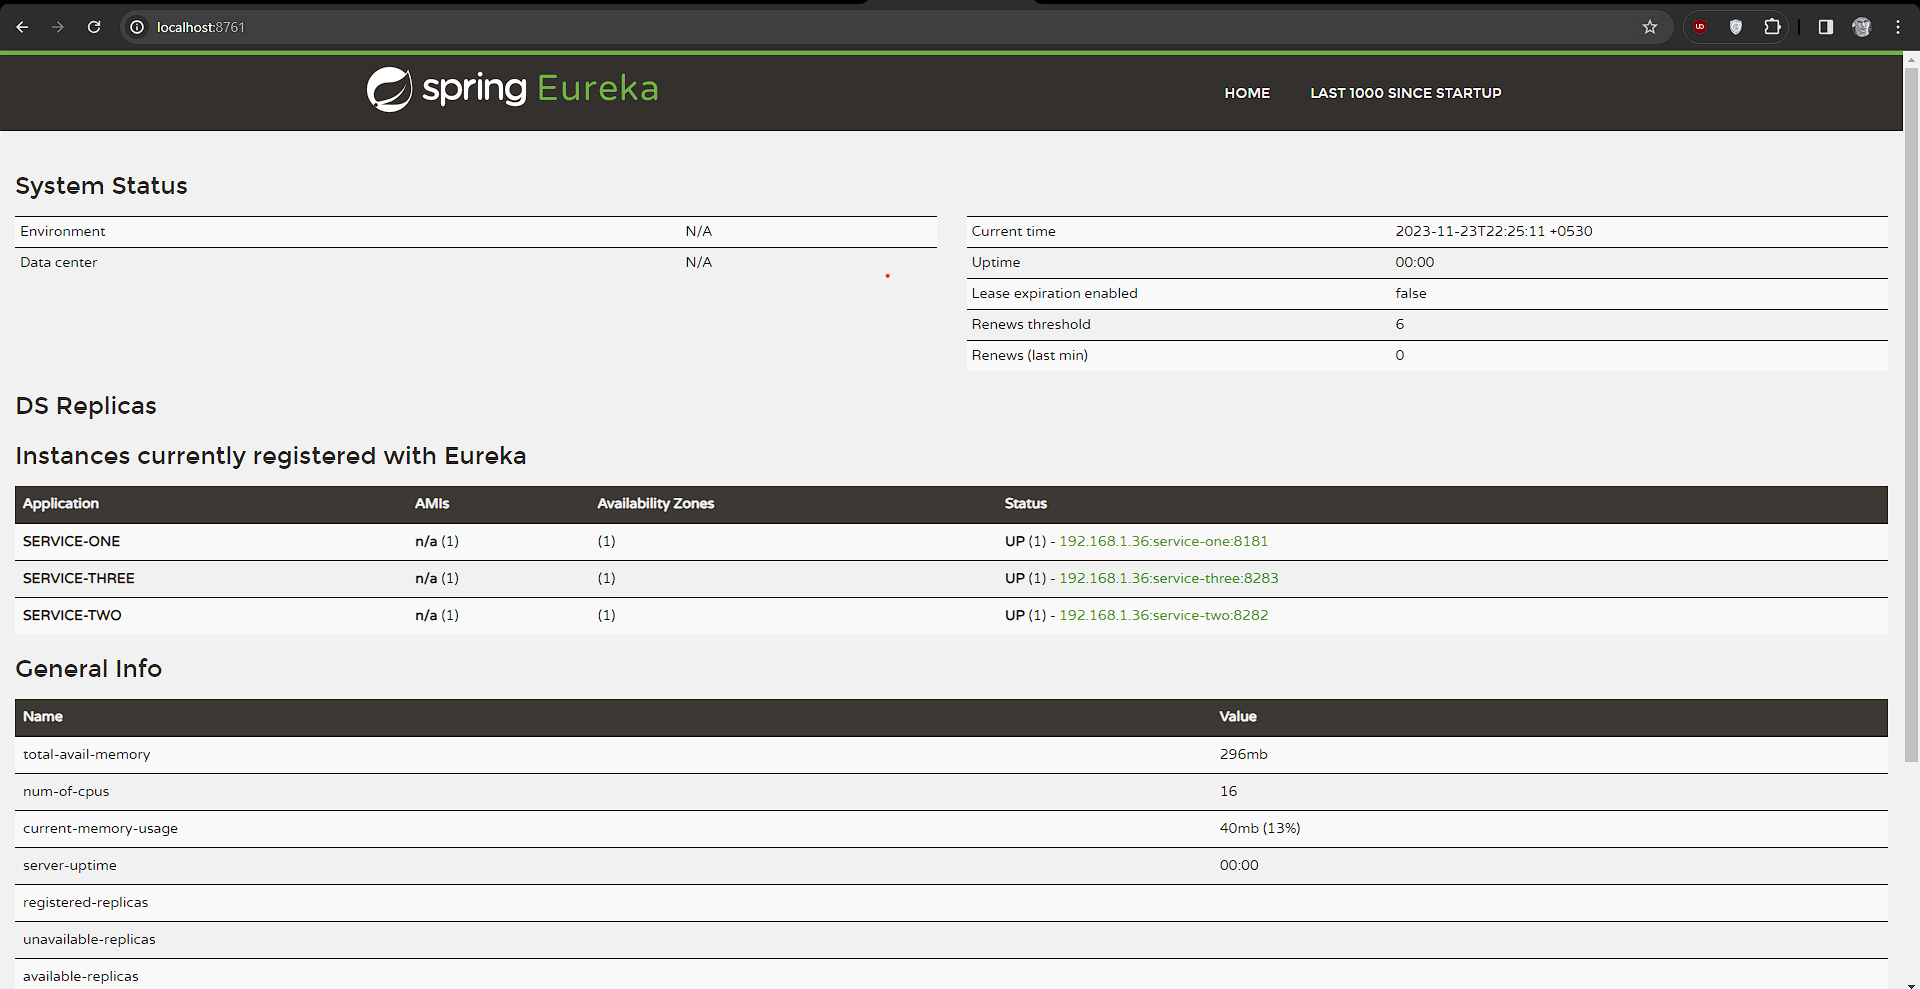 localhost:8761
spring Eureka
HOME LAST 1000 SINCE STARTUP
System Status
Environment N/A
Data center N/A
Current time 2023-11-23T22:25:11 +0530
Uptime 00:00
Lease expiration enabled false
Renews threshold 6
Renews (last min) 0
DS Replicas
Instances currently registered with Eureka
Application AMIs Availability Zones Status
SERVICE-ONE n/a (1) (1) UP (1) - 192.168.1.36:service-one:8181
SERVICE-THREE n/a (1) (1) UP (1) - 192.168.1.36:service-three:8283
SERVICE-TWO n/a (1) (1) UP (1) - 192.168.1.36:service-two:8282
General Info
Name Value
total-avail-memory 296mb
num-of-cpus 16
current-memory-usage 40mb (13%)
server-uptime 00:00
registered-replicas
unavailable-replicas
available-replicas